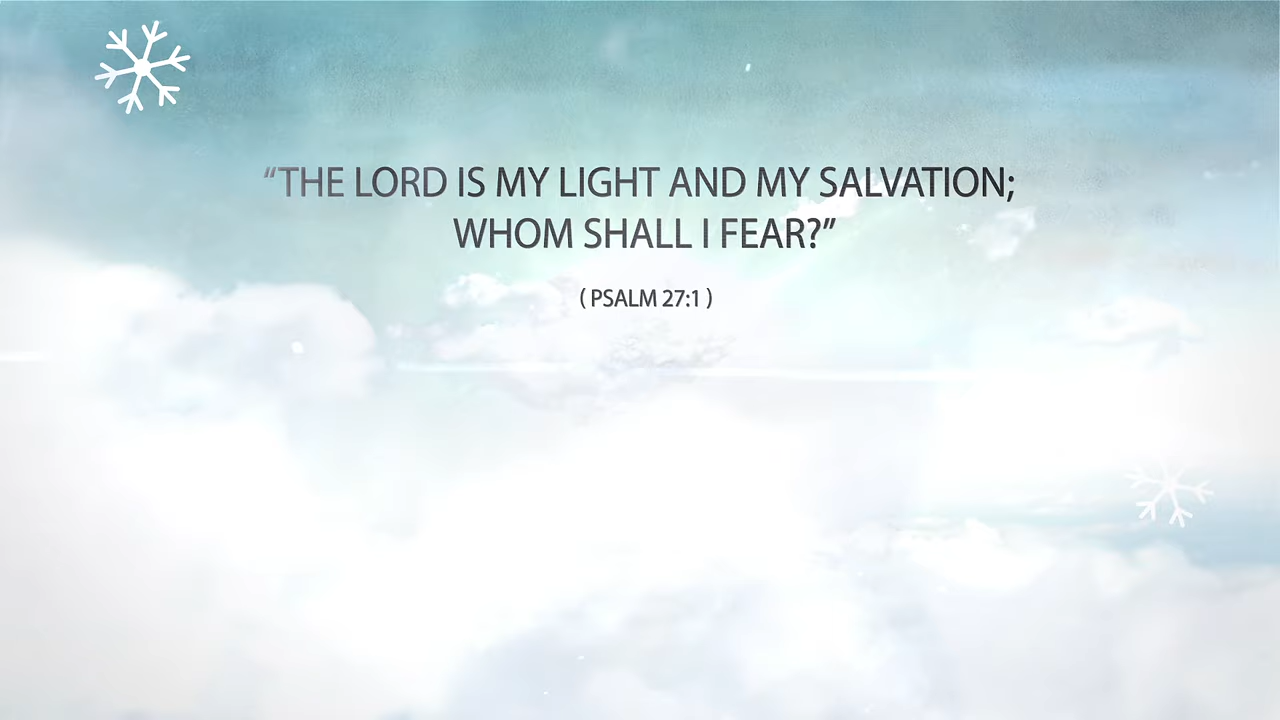 “THE LORD IS MY LIGHT AND MY SALVATION;
WHOM SHALL I FEAR?”
( PSALM 27:1 )